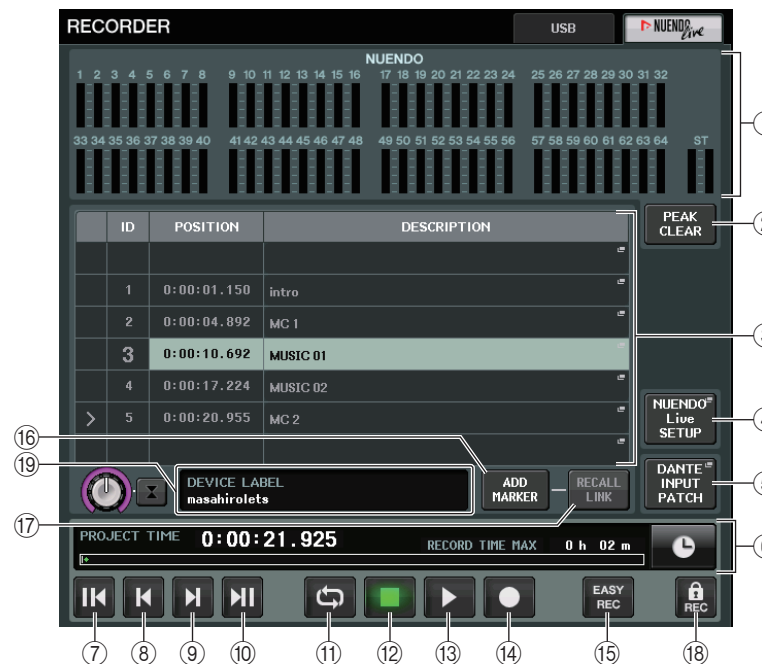 RECORDER
USB
NUENDO live
NUENDO
1 2 3 4 5 6 7 8 9 10 11 12 13 14 15 16 17 18 19 20 21 22 23 24 25 26 27 28 29 30 31 32
33 34 35 36 37 38 39 40 41 42 43 44 45 46 47 48 49 50 51 52 53 54 55 56 57 58 59 60 61 62 63 64 ST
PEAK
CLEAR
ID POSITION DESCRIPTION
1 0:00:01.150 intro
2 0:00:04.892 MC 1
3 0:00:10.692 MUSIC 01
4 0:00:17.224 MUSIC 02
> 5 0:00:20.955 MC 2
NUENDO
Live
SETUP
⑯
⑲
DEVICE LABEL
masahirolets
ADD
MARKER
RECALL
LINK
DANTE
INPUT
PATCH
⑰
PROJECT TIME 0:00:21.925 RECORD TIME MAX 0 h 02 m
EASY
REC
REC
⑦ ⑧ ⑨ ⑩ ⑪ ⑫ ⑬ ⑭ ⑮ ⑱